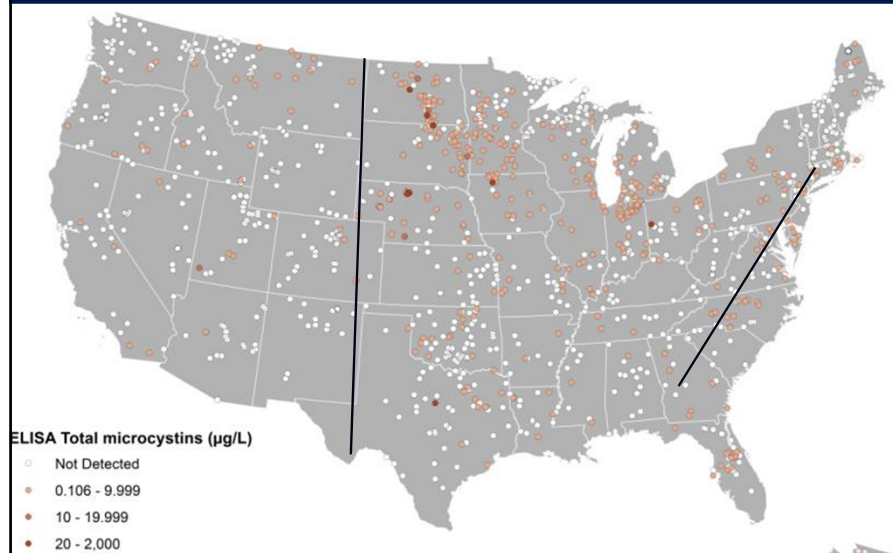 ELISA Total microcystins (µg/L)
Not Detected
0.106 - 9.999
10 - 19.999
20 - 2,000